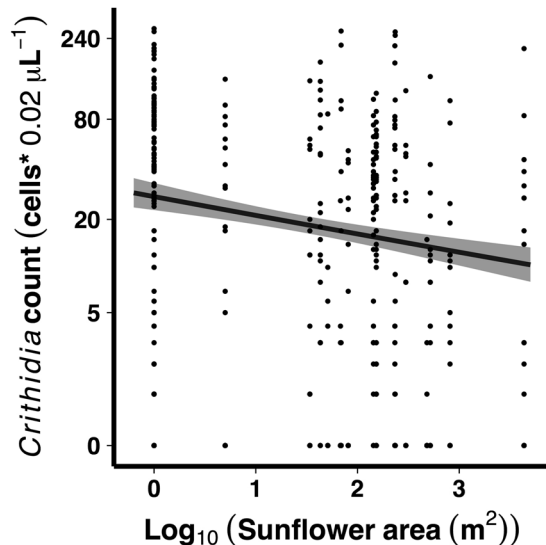 Crithidia count (cells* 0.02 μL⁻¹)
240
80
20
5
0
0 1 2 3
Log₁₀ (Sunflower area (m²))